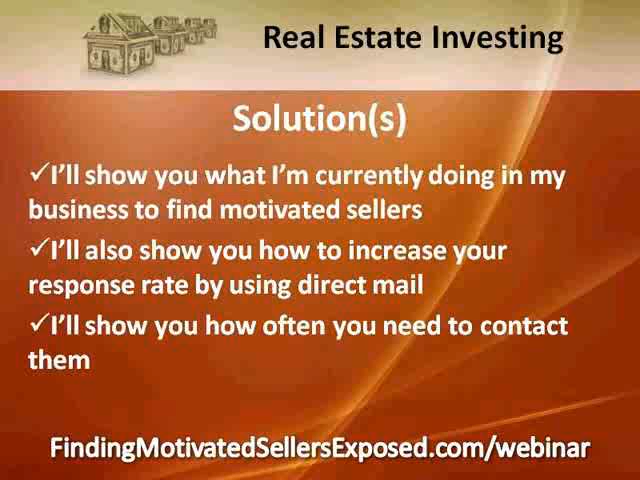 Real Estate Investing
Solution(s)
✓I'll show you what I'm currently doing in my
business to find motivated sellers
✓I'll also show you how to increase your
response rate by using direct mail
✓I'll show you how often you need to contact
them
FindingMotivatedSellersExposed.com/webinar